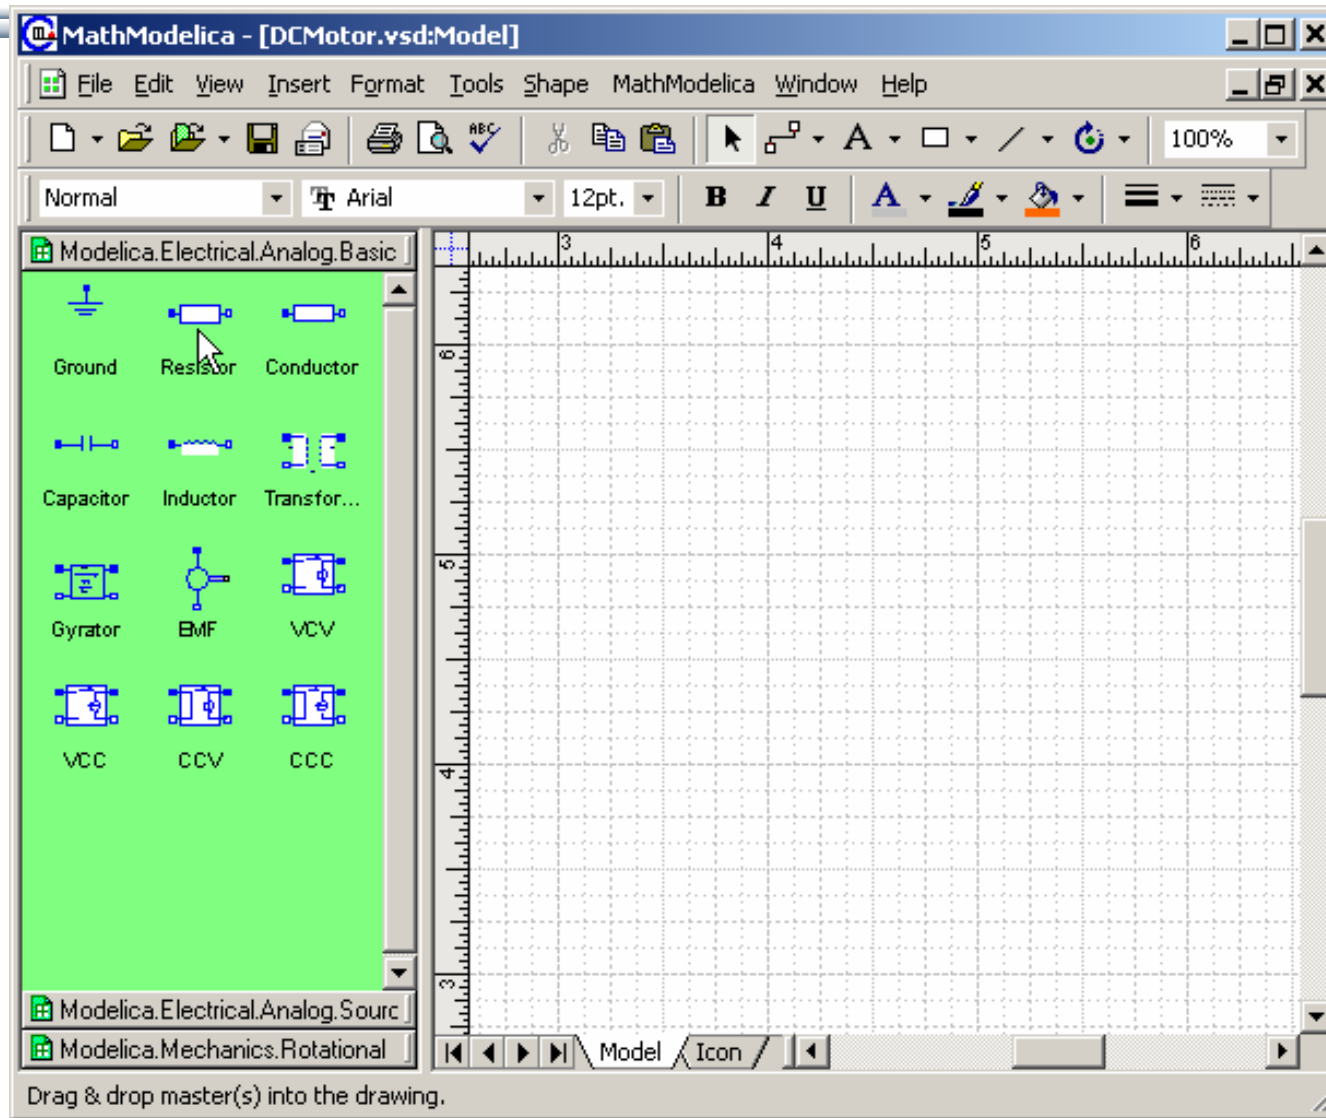 MathModelica - [DCMotor.vsd:Model]
File Edit View Insert Format Tools Shape MathModelica Window Help
ABC A 100%
Normal Arial 12pt. B I U A
Modelica.Electrical.Analog.Basic
3 4 5 6
Ground Resistor Conductor
6
Capacitor Inductor Transfor...
5
Gyrator EMF VCV
VCC CCV CCC
4
3
Modelica.Electrical.Analog.Sourc
Modelica.Mechanics.Rotational
Model Icon
Drag & drop master(s) into the drawing.